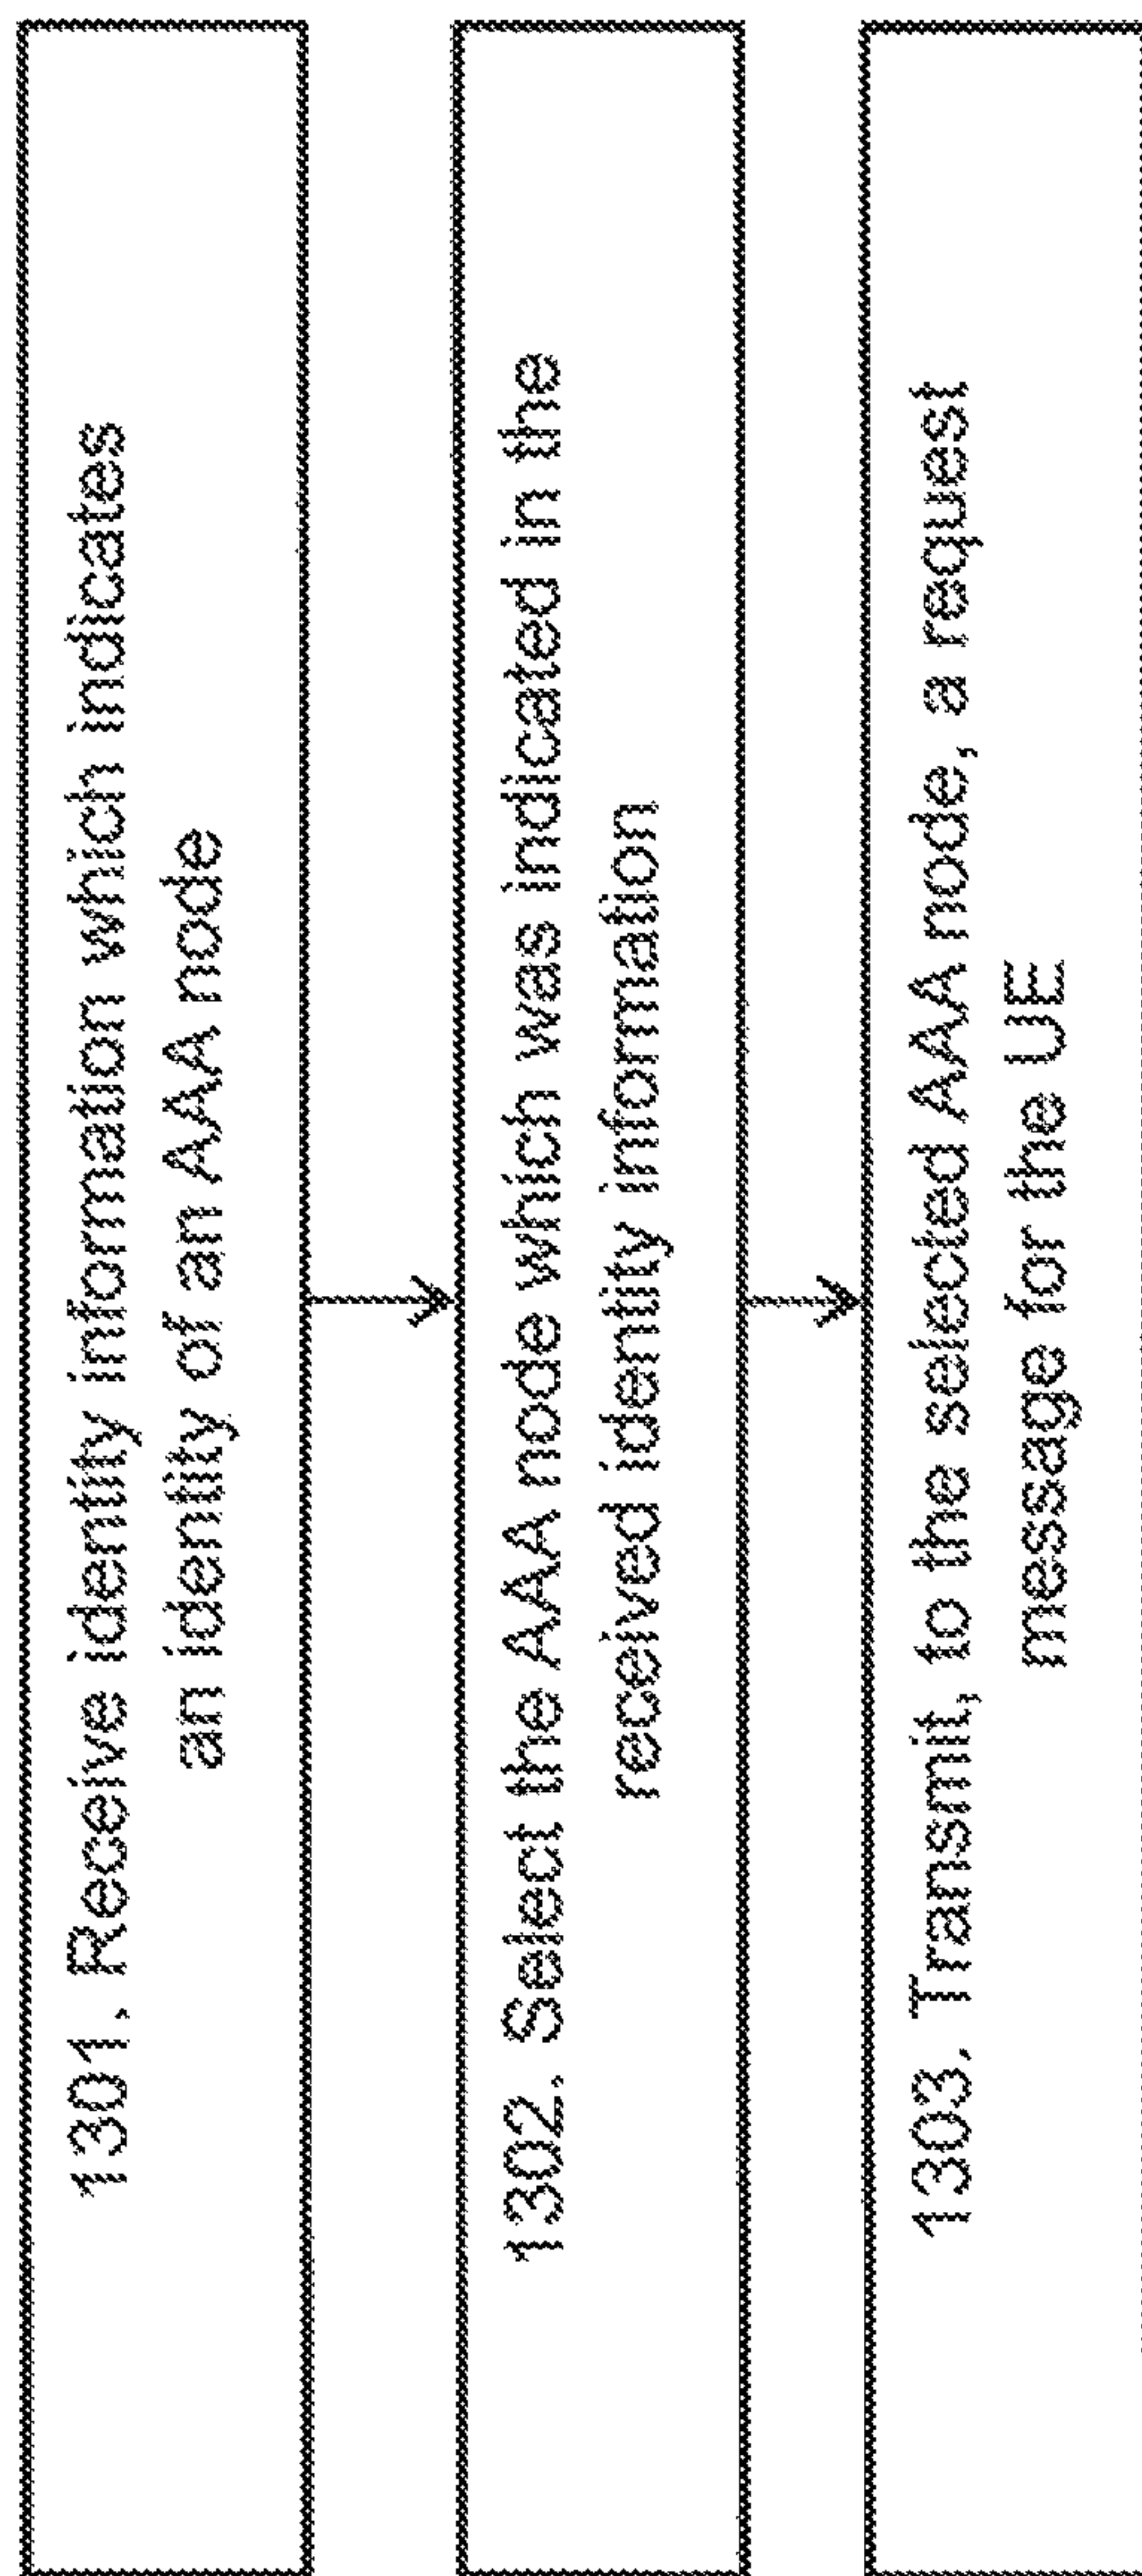 1301. Receive identity information which indicates
an identity of an AAA node
1302. Select the AAA node which was indicated in the
received identity information
1303. Transmit, to the selected AAA node, a request
message for the UE